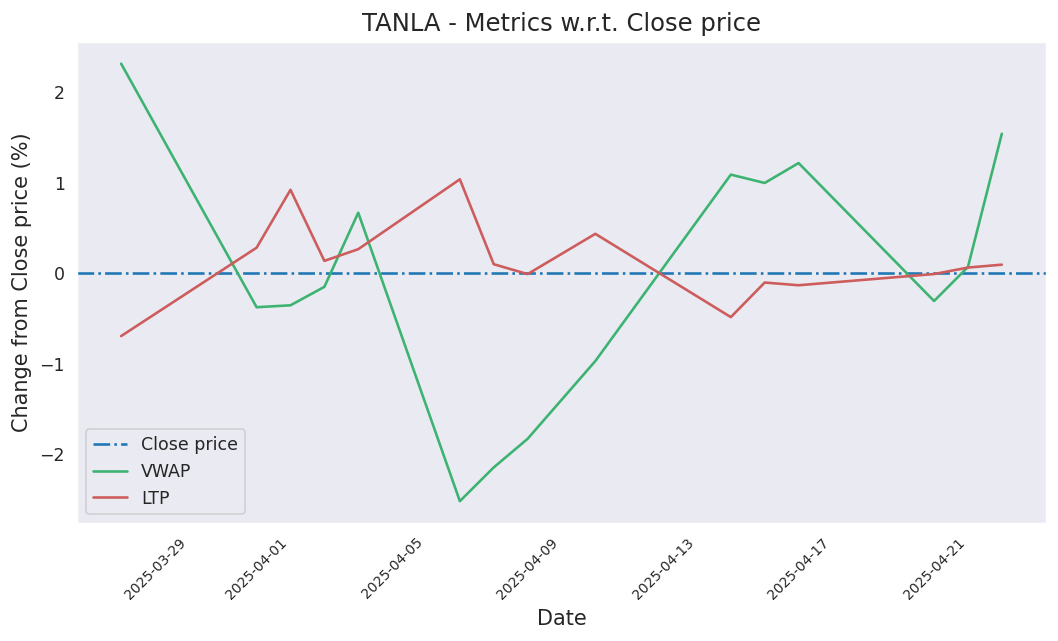 TANLA - Metrics w.r.t. Close price
Change from Close price (%)
2
1
0
−1
−2
Close price
VWAP
LTP
2025-03-29
2025-04-01
2025-04-05
2025-04-09
2025-04-13
2025-04-17
2025-04-21
Date